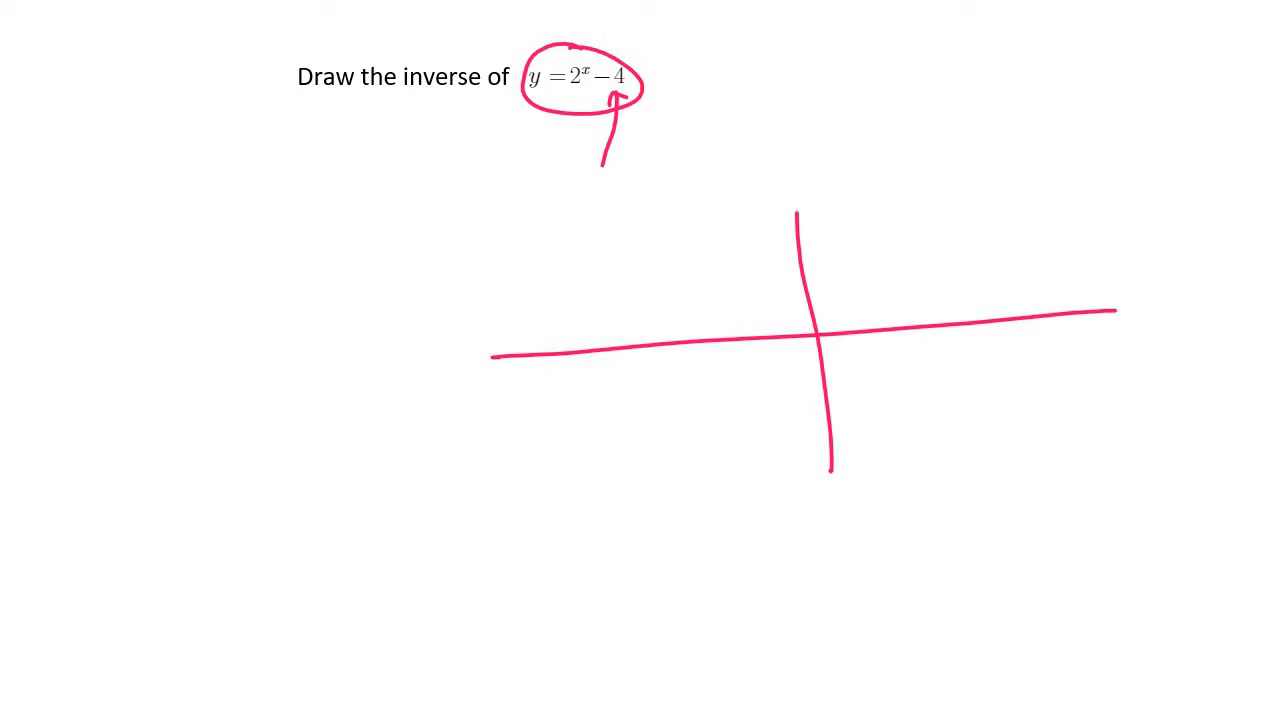 Draw the inverse of y = 2^x − 4